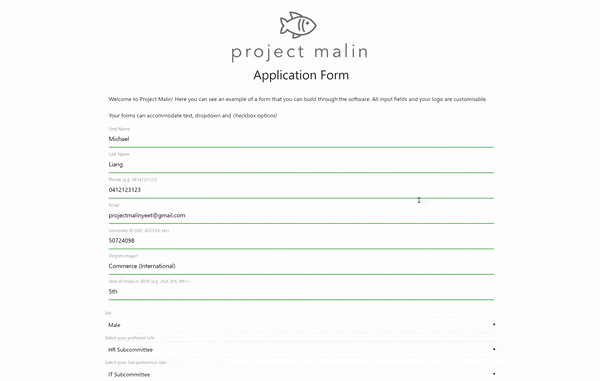 project malin
Application Form
Welcome to Project Malin! Here you can see an example of a form that you can build through the software. All input fields and your logo are customisable.
Your forms can accommodate text, dropdown and checkbox options!
First Name
Michael
Last Name
Liang
Phone (e.g. 0414123123)
0412123123
Email
projectmalinyeet@gmail.com
University ID (UID, ACCESS, etc)
50724098
Degree (major)
Commerce (International)
Year of study in 2019 (e.g. 2nd, 3rd, 4th+)
5th
Sex
Male
Select your preferred role
HR Subcommittee
Select your 2nd preference role
IT Subcommittee